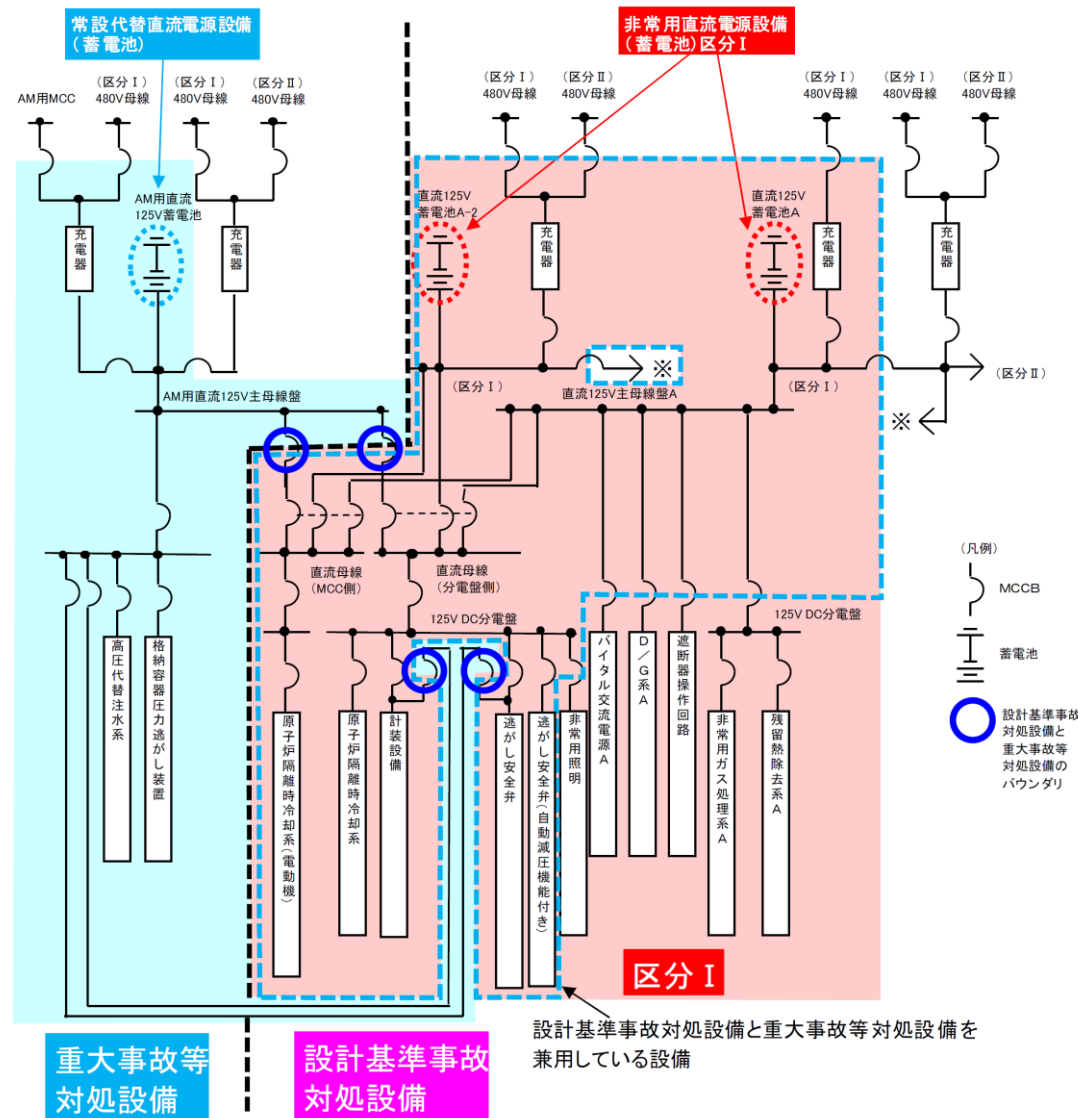 常設代替直流電源設備
(蓄電池)
非常用直流電源設備
(蓄電池)区分Ⅰ
AM用MCC
(区分Ⅰ)
480V母線
(区分Ⅰ)
480V母線
(区分Ⅱ)
480V母線
(区分Ⅰ)
480V母線
(区分Ⅱ)
480V母線
(区分Ⅰ)
480V母線
(区分Ⅰ)
480V母線
(区分Ⅱ)
480V母線
AM用直流
125V蓄電池
直流125V
蓄電池A-2
直流125V
蓄電池A
充電器
充電器
充電器
充電器
充電器
(区分Ⅰ)
※
(区分Ⅰ)
(区分Ⅱ)
AM用直流125V主母線盤
直流125V主母線盤A
※
直流母線
(MCC側)
直流母線
(分電盤側)
125V DC分電盤
125V DC分電盤
高圧代替注水系
格納容器圧力逃がし装置
原子炉隔離時冷却系(電動機)
原子炉隔離時冷却系
計装設備
逃がし安全弁
逃がし安全弁(自動減圧機能付き)
非常用照明
バイタル交流電源A
D/G系A
遮断器操作回路
非常用ガス処理系A
残留熱除去系A
(凡例)
MCCB
蓄電池
設計基準事故
対処設備と
重大事故等
対処設備の
バウンダリ
区分Ⅰ
設計基準事故対処設備と重大事故等対処設備を
兼用している設備
重大事故等
対処設備
設計基準事故
対処設備